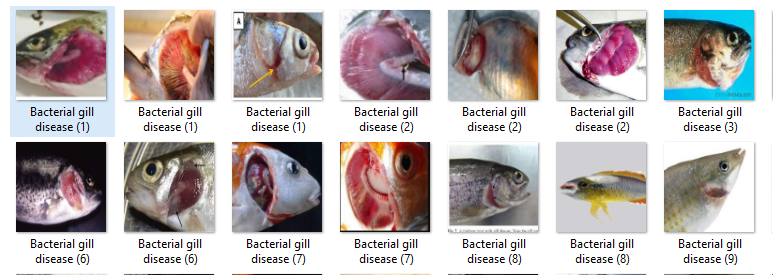 A
Bacterial gill disease (1)
Bacterial gill disease (1)
Bacterial gill disease (1)
Bacterial gill disease (2)
Bacterial gill disease (2)
Bacterial gill disease (2)
Bacterial gill disease (3)
Bacterial gill disease (6)
Bacterial gill disease (6)
Bacterial gill disease (7)
Bacterial gill disease (7)
Bacterial gill disease (8)
Bacterial gill disease (8)
Bacterial gill disease (9)